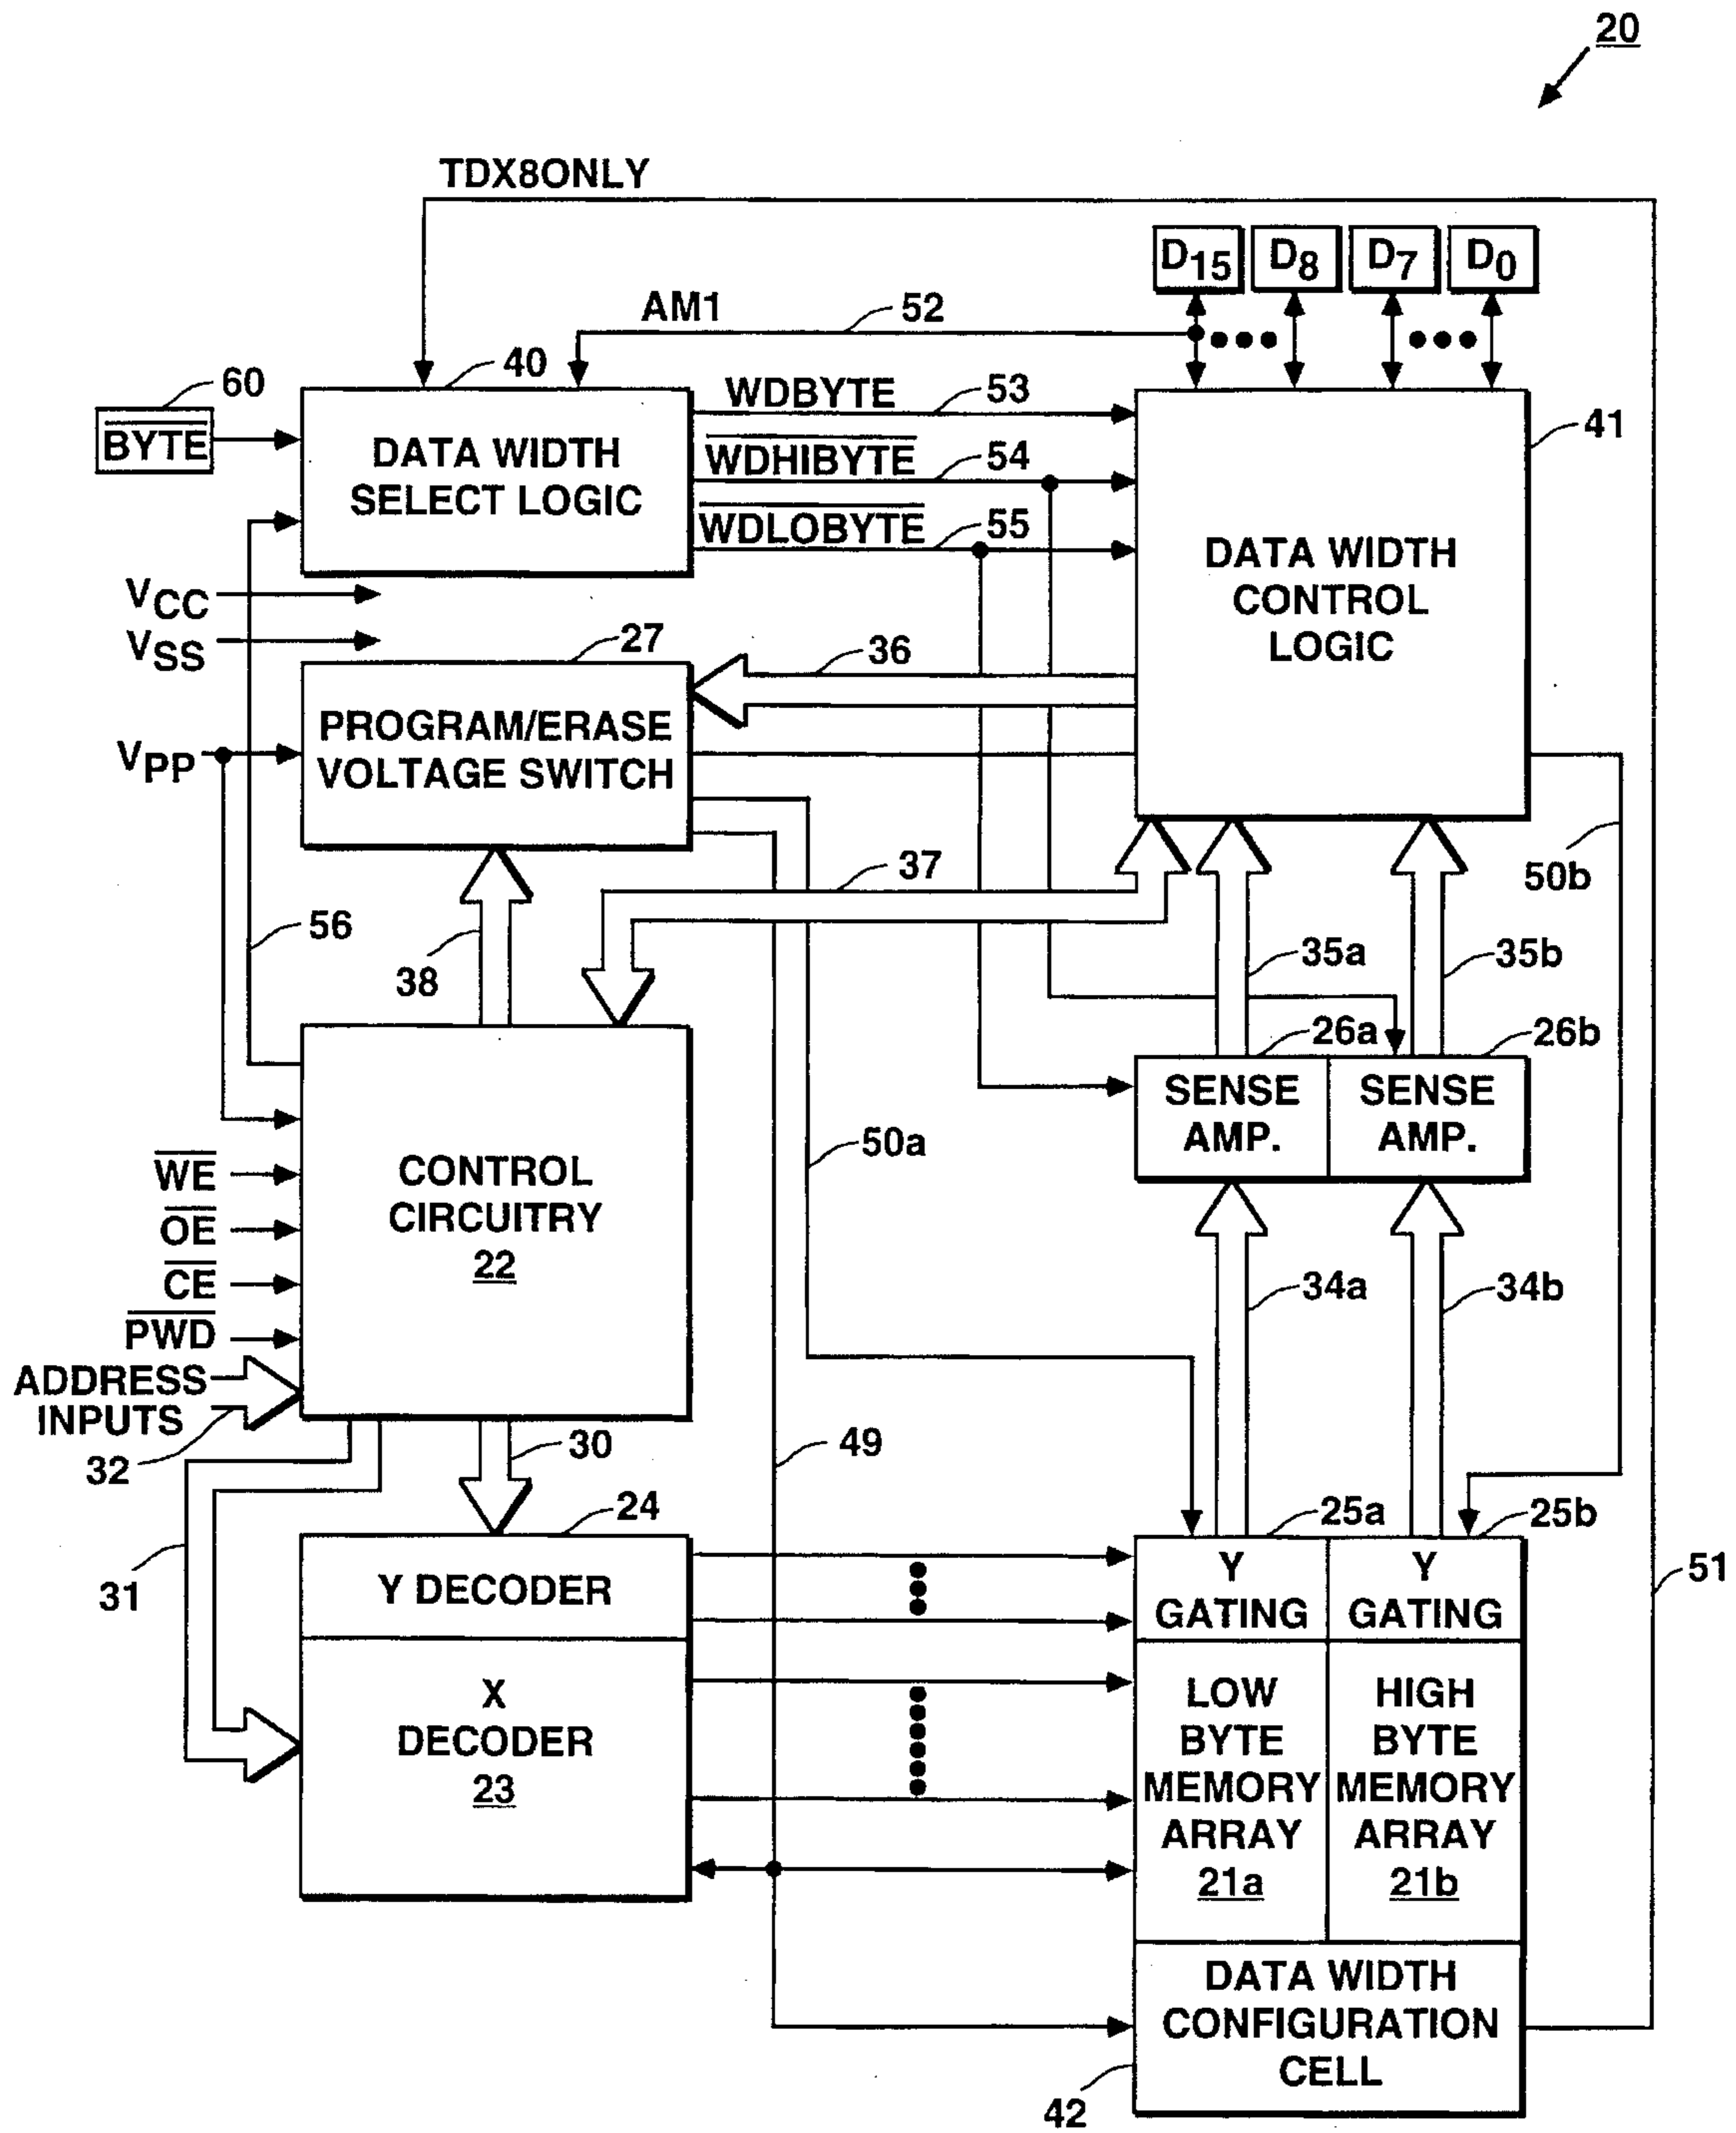 20
TDX8ONLY
D15
D8
D7
D0
AM1
52
60
40
BYTE
DATA WIDTH
SELECT LOGIC
WDBYTE
53
WDHIBYTE
54
WDLOBYTE
55
41
DATA WIDTH
CONTROL
LOGIC
VCC
VSS
27
36
PROGRAM/ERASE
VOLTAGE SWITCH
VPP
50b
37
56
38
35a
35b
26a
26b
SENSE
AMP.
SENSE
AMP.
50a
CONTROL
CIRCUITRY
22
WE
OE
CE
PWD
ADDRESS
INPUTS
32
34a
34b
30
49
24
25a
25b
31
Y DECODER
Y
GATING
Y
GATING
51
X
DECODER
23
LOW
BYTE
MEMORY
ARRAY
21a
HIGH
BYTE
MEMORY
ARRAY
21b
DATA WIDTH
CONFIGURATION
CELL
42